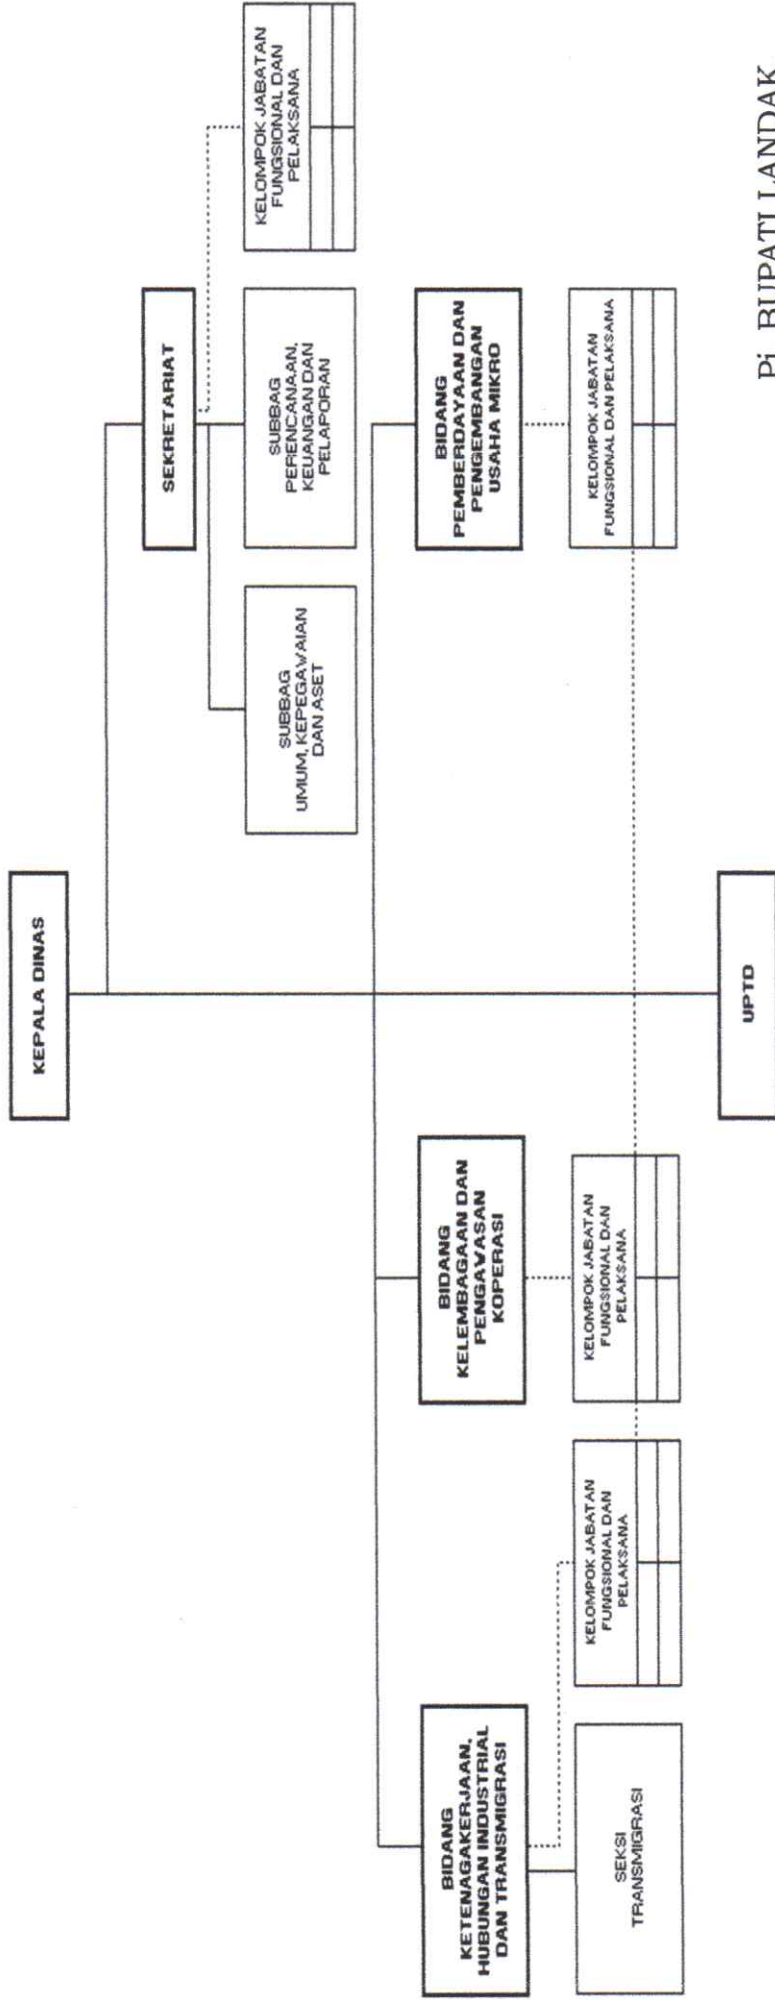 KEPALA DINAS
SEKRETARIAT
SUBBAG
UMUM, KEPEGAWAIAN
DAN ASET
SUBBAG
PERENCANAAN,
KEUANGAN DAN
PELAPORAN
KELOMPOK JABATAN
FUNGSIONAL DAN
PELAKSANA
BIDANG
KETENAGAKERJAAN,
HUBUNGAN INDUSTRIAL
DAN TRANSMIGRASI
BIDANG
KELEMBAGAAN DAN
PENGAWASAN
KOPERASI
BIDANG
PEMBERDAYAAN DAN
PENGEMBANGAN
USAHA MIKRO
SEKSI
TRANSMIGRASI
KELOMPOK JABATAN
FUNGSIONAL DAN
PELAKSANA
KELOMPOK JABATAN
FUNGSIONAL DAN
PELAKSANA
KELOMPOK JABATAN
FUNGSIONAL DAN PELAKSANA
UPTD
Pj. BUPATI LANDAK